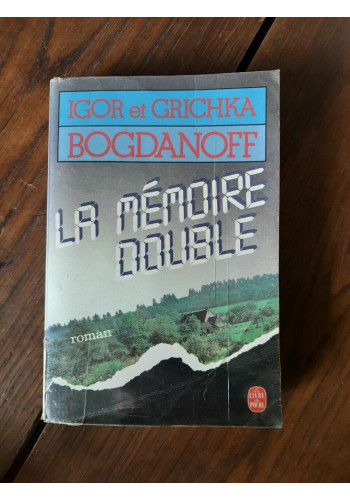 IGOR et GRICHKA
BOGDANOFF
LA MÉMOIRE
DOUBLE
roman
LE LIVRE
DE POCHE